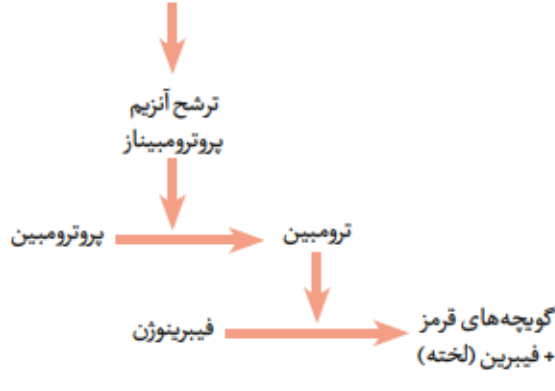 ترشح آنزیم
پروترومبیناز
پروترومبین
ترومبین
فیبرینوژن
گویچه‌های قرمز
+ فیبرین (لخته)